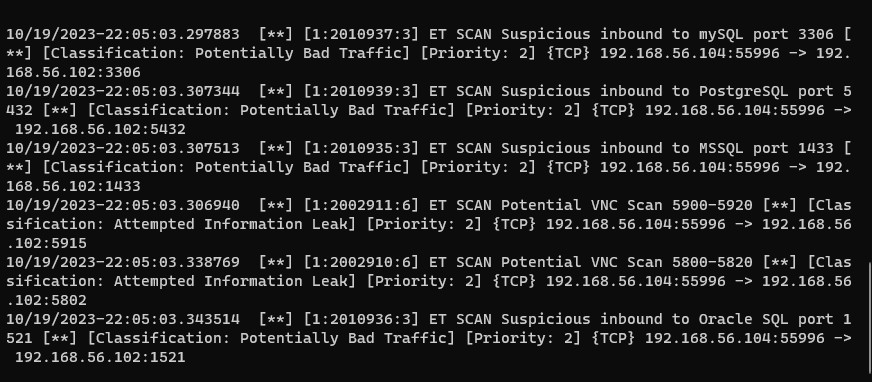 10/19/2023-22:05:03.297883  [**] [1:2010937:3] ET SCAN Suspicious inbound to mySQL port 3306 [
**] [Classification: Potentially Bad Traffic] [Priority: 2] {TCP} 192.168.56.104:55996 -> 192.
168.56.102:3306
10/19/2023-22:05:03.307344  [**] [1:2010939:3] ET SCAN Suspicious inbound to PostgreSQL port 5
432 [**] [Classification: Potentially Bad Traffic] [Priority: 2] {TCP} 192.168.56.104:55996 ->
 192.168.56.102:5432
10/19/2023-22:05:03.307513  [**] [1:2010935:3] ET SCAN Suspicious inbound to MSSQL port 1433 [
**] [Classification: Potentially Bad Traffic] [Priority: 2] {TCP} 192.168.56.104:55996 -> 192.
168.56.102:1433
10/19/2023-22:05:03.306940  [**] [1:2002911:6] ET SCAN Potential VNC Scan 5900-5920 [**] [Clas
sification: Attempted Information Leak] [Priority: 2] {TCP} 192.168.56.104:55996 -> 192.168.56
.102:5915
10/19/2023-22:05:03.338769  [**] [1:2002910:6] ET SCAN Potential VNC Scan 5800-5820 [**] [Clas
sification: Attempted Information Leak] [Priority: 2] {TCP} 192.168.56.104:55996 -> 192.168.56
.102:5802
10/19/2023-22:05:03.343514  [**] [1:2010936:3] ET SCAN Suspicious inbound to Oracle SQL port 1
521 [**] [Classification: Potentially Bad Traffic] [Priority: 2] {TCP} 192.168.56.104:55996 ->
 192.168.56.102:1521